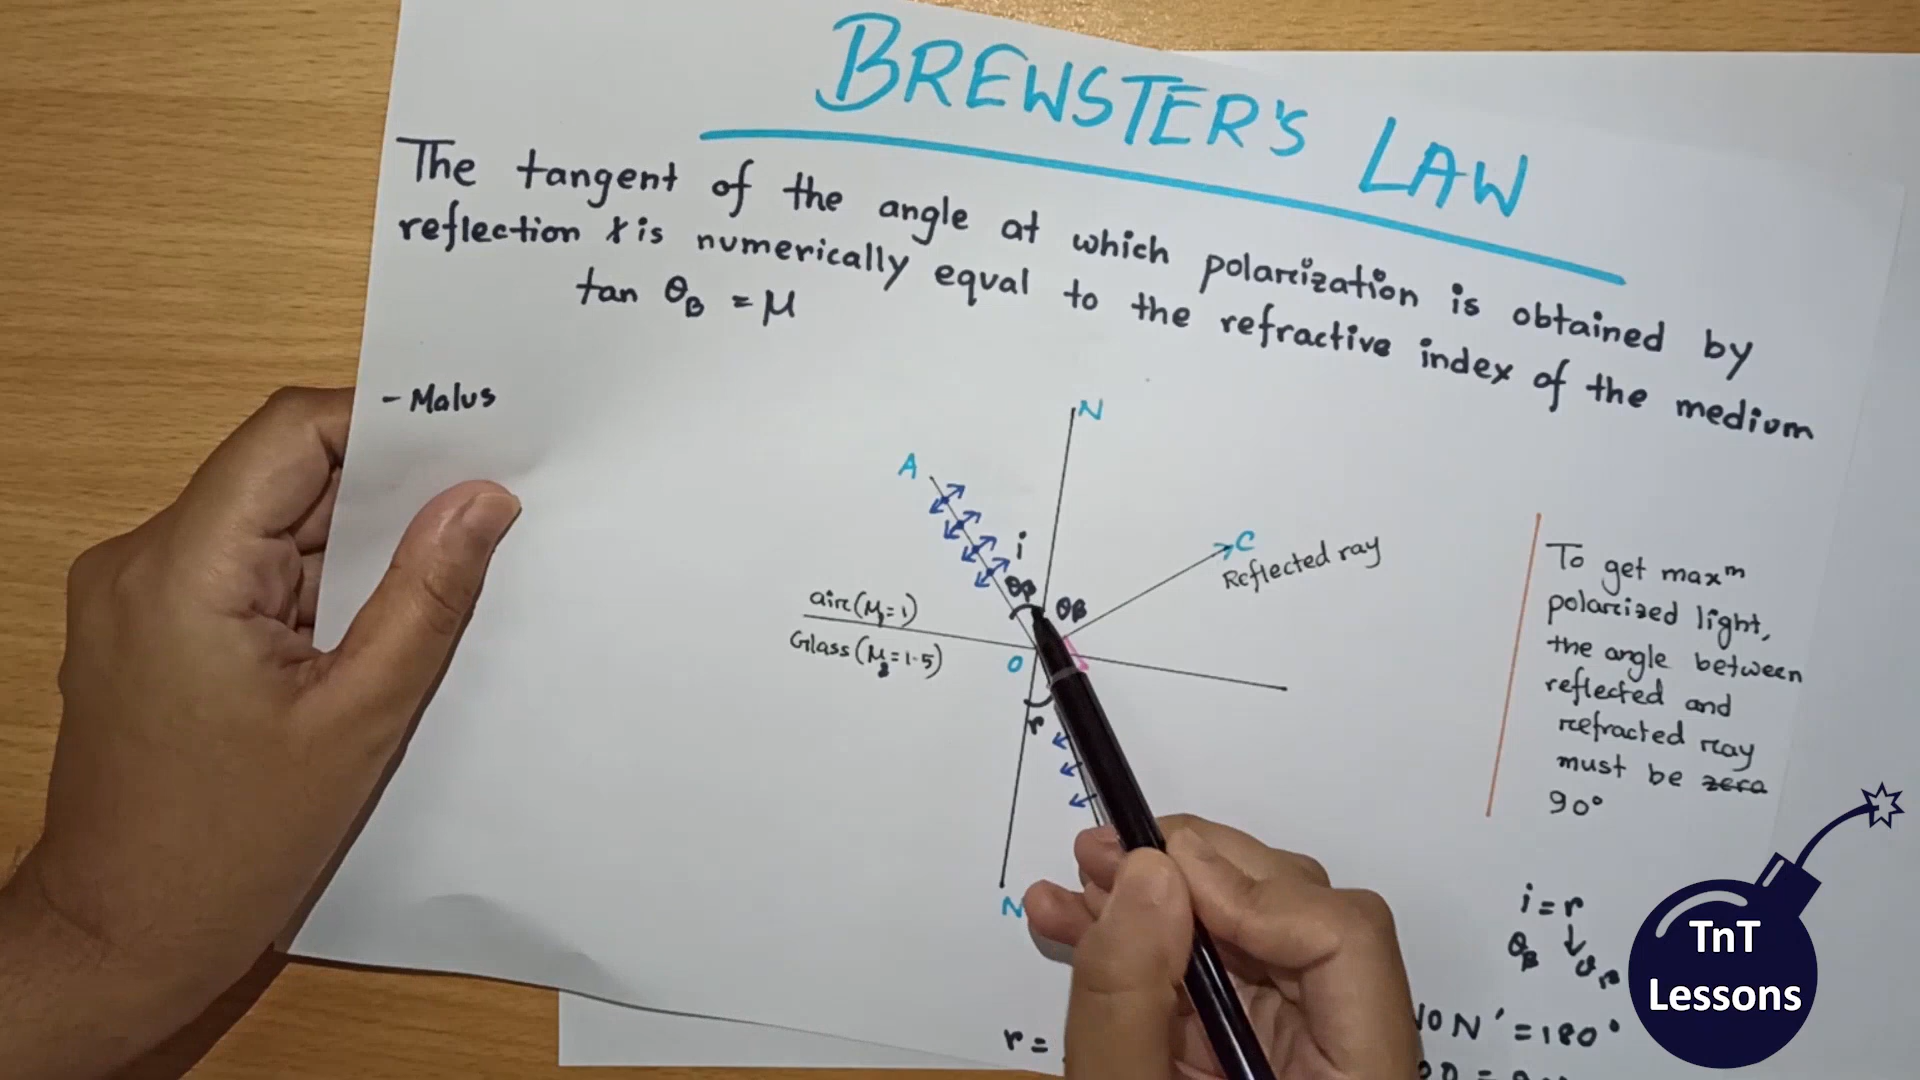 BREWSTER'S LAW
The tangent of the angle at which polarization is obtained by
reflection is numerically equal to the refractive index of the medium
tan θB = μ
- Malus
N
A
i
C
Reflected ray
θB
θB
air (μ1 = 1)
Glass (μ2 = 1.5)
O
r
N
To get maxᵐ
polarized light,
the angle between
reflected and
refracted ray
must be zero
90°
i = r
θB
r =
NON' = 180°
TnT
Lessons